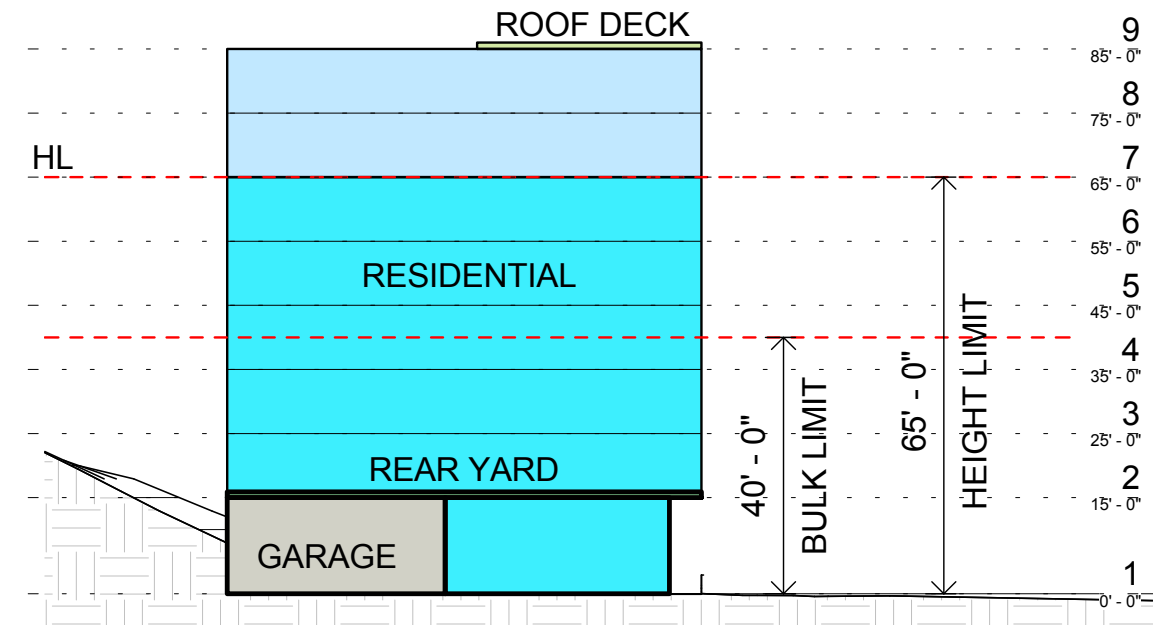 ROOF DECK
9
85' - 0"
8
75' - 0"
HL
7
65' - 0"
6
55' - 0"
RESIDENTIAL
5
45' - 0"
4
35' - 0"
3
25' - 0"
REAR YARD
2
15' - 0"
40' - 0"
BULK LIMIT
65' - 0"
HEIGHT LIMIT
GARAGE
1
0' - 0"